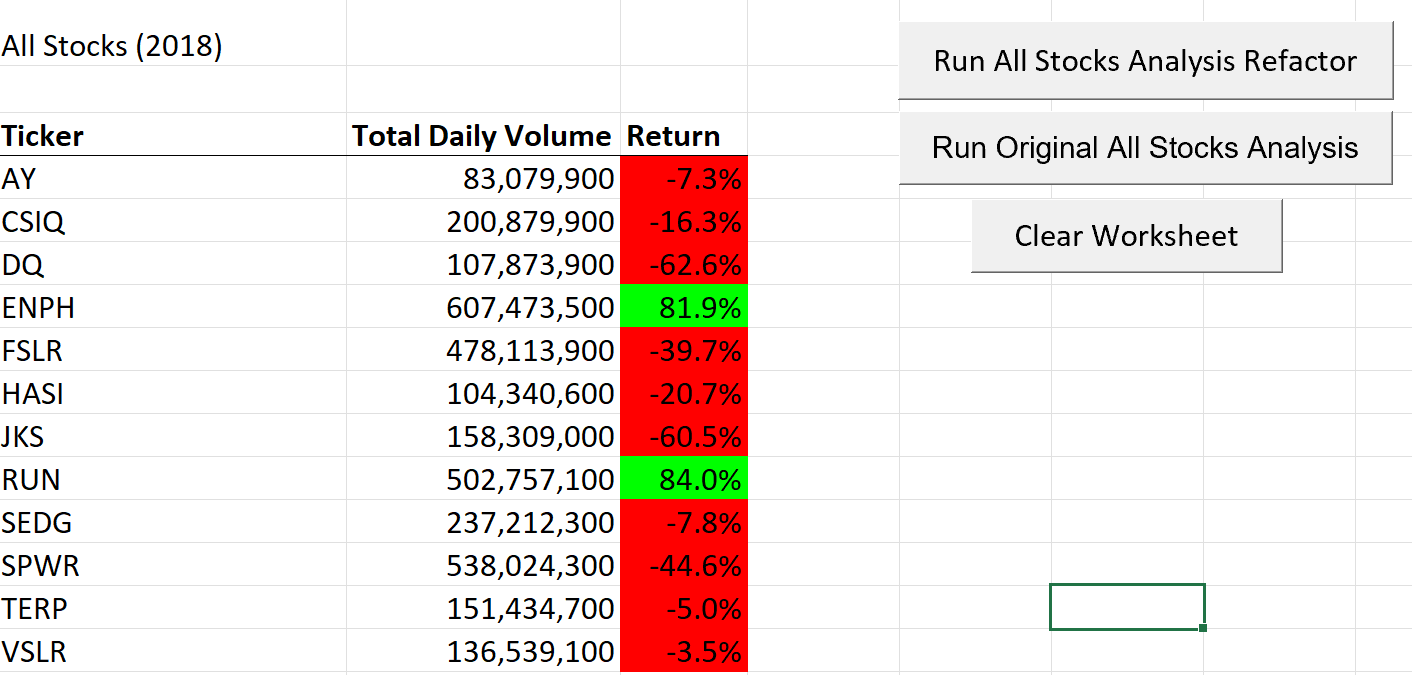 All Stocks (2018)
Run All Stocks Analysis Refactor
Ticker Total Daily Volume Return
Run Original All Stocks Analysis
AY 83,079,900 -7.3%
CSIQ 200,879,900 -16.3%
Clear Worksheet
DQ 107,873,900 -62.6%
ENPH 607,473,500 81.9%
FSLR 478,113,900 -39.7%
HASI 104,340,600 -20.7%
JKS 158,309,000 -60.5%
RUN 502,757,100 84.0%
SEDG 237,212,300 -7.8%
SPWR 538,024,300 -44.6%
TERP 151,434,700 -5.0%
VSLR 136,539,100 -3.5%